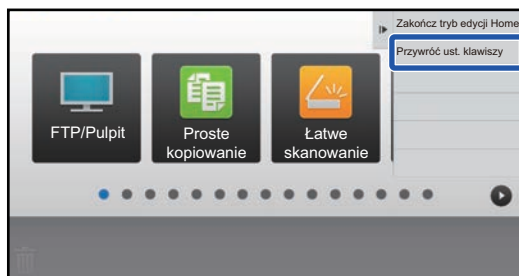 Zakończ tryb edycji Home
Przywróć ust. klawiszy
FTP/Pulpit
Proste
kopiowanie
Łatwe
skanowanie